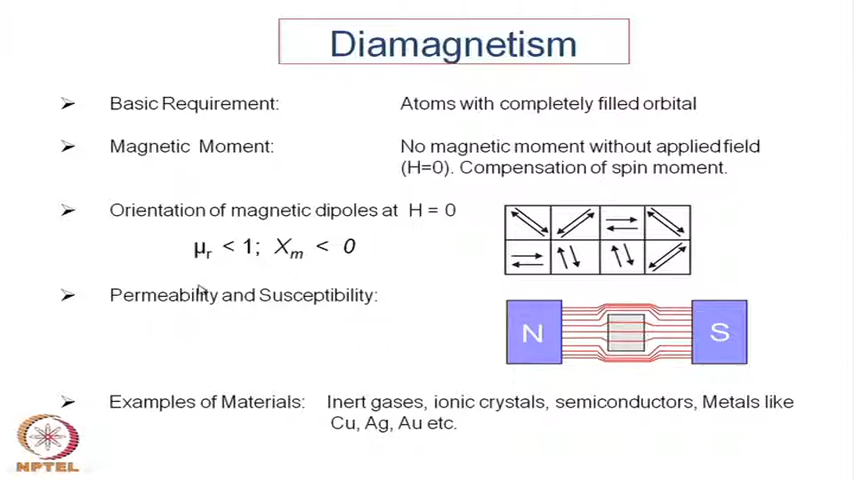 Diamagnetism
➢ Basic Requirement: Atoms with completely filled orbital
➢ Magnetic Moment: No magnetic moment without applied field
(H=0). Compensation of spin moment.
➢ Orientation of magnetic dipoles at H = 0
μr < 1; Xm < 0
➢ Permeability and Susceptibility:
N S
➢ Examples of Materials: Inert gases, ionic crystals, semiconductors, Metals like
Cu, Ag, Au etc.
NPTEL